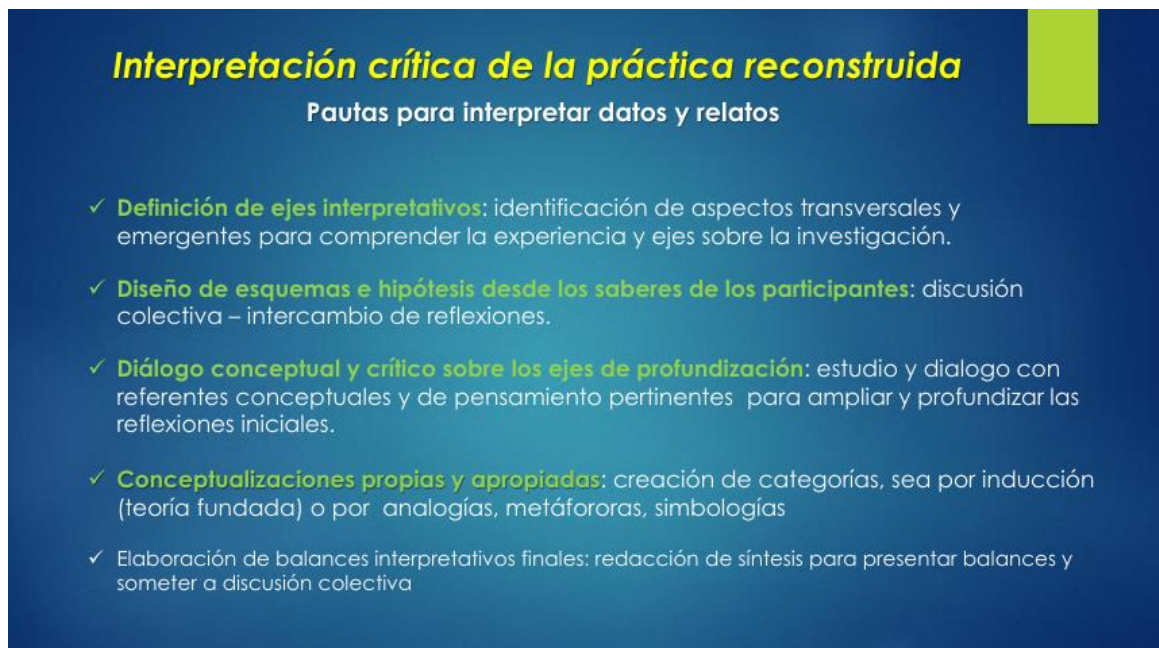 Interpretación crítica de la práctica reconstruida
Pautas para interpretar datos y relatos
✓ Definición de ejes interpretativos: identificación de aspectos transversales y
emergentes para comprender la experiencia y ejes sobre la investigación.
✓ Diseño de esquemas e hipótesis desde los saberes de los participantes: discusión
colectiva – intercambio de reflexiones.
✓ Diálogo conceptual y crítico sobre los ejes de profundización: estudio y dialogo con
referentes conceptuales y de pensamiento pertinentes para ampliar y profundizar las
reflexiones iniciales.
✓ Conceptualizaciones propias y apropiadas: creación de categorías, sea por inducción
(teoría fundada) o por analogías, metáfororas, simbologías
✓ Elaboración de balances interpretativos finales: redacción de síntesis para presentar balances y
someter a discusión colectiva